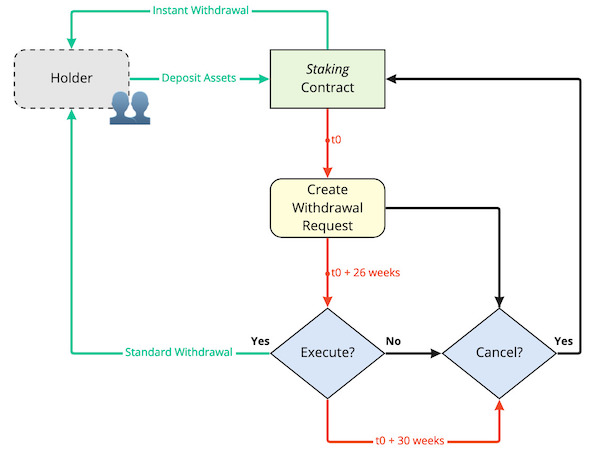 Instant Withdrawal
Holder
Deposit Assets
Staking
Contract
t0
Create
Withdrawal
Request
t0 + 26 weeks
Yes
Standard Withdrawal
Execute?
No
Cancel?
Yes
t0 + 30 weeks